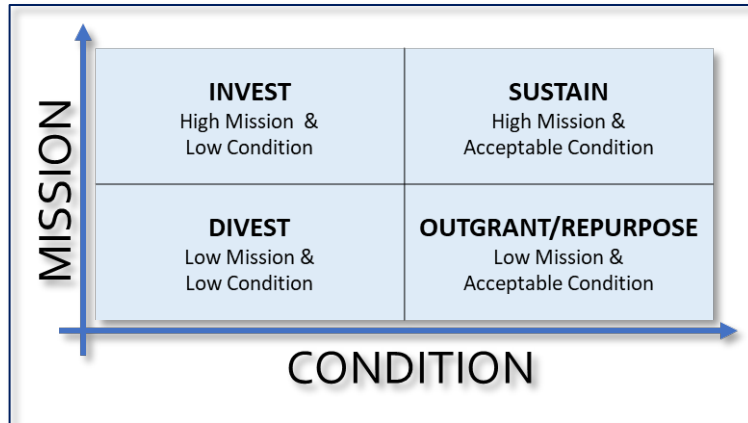 MISSION
INVEST
High Mission &
Low Condition
SUSTAIN
High Mission &
Acceptable Condition
DIVEST
Low Mission &
Low Condition
OUTGRANT/REPURPOSE
Low Mission &
Acceptable Condition
CONDITION